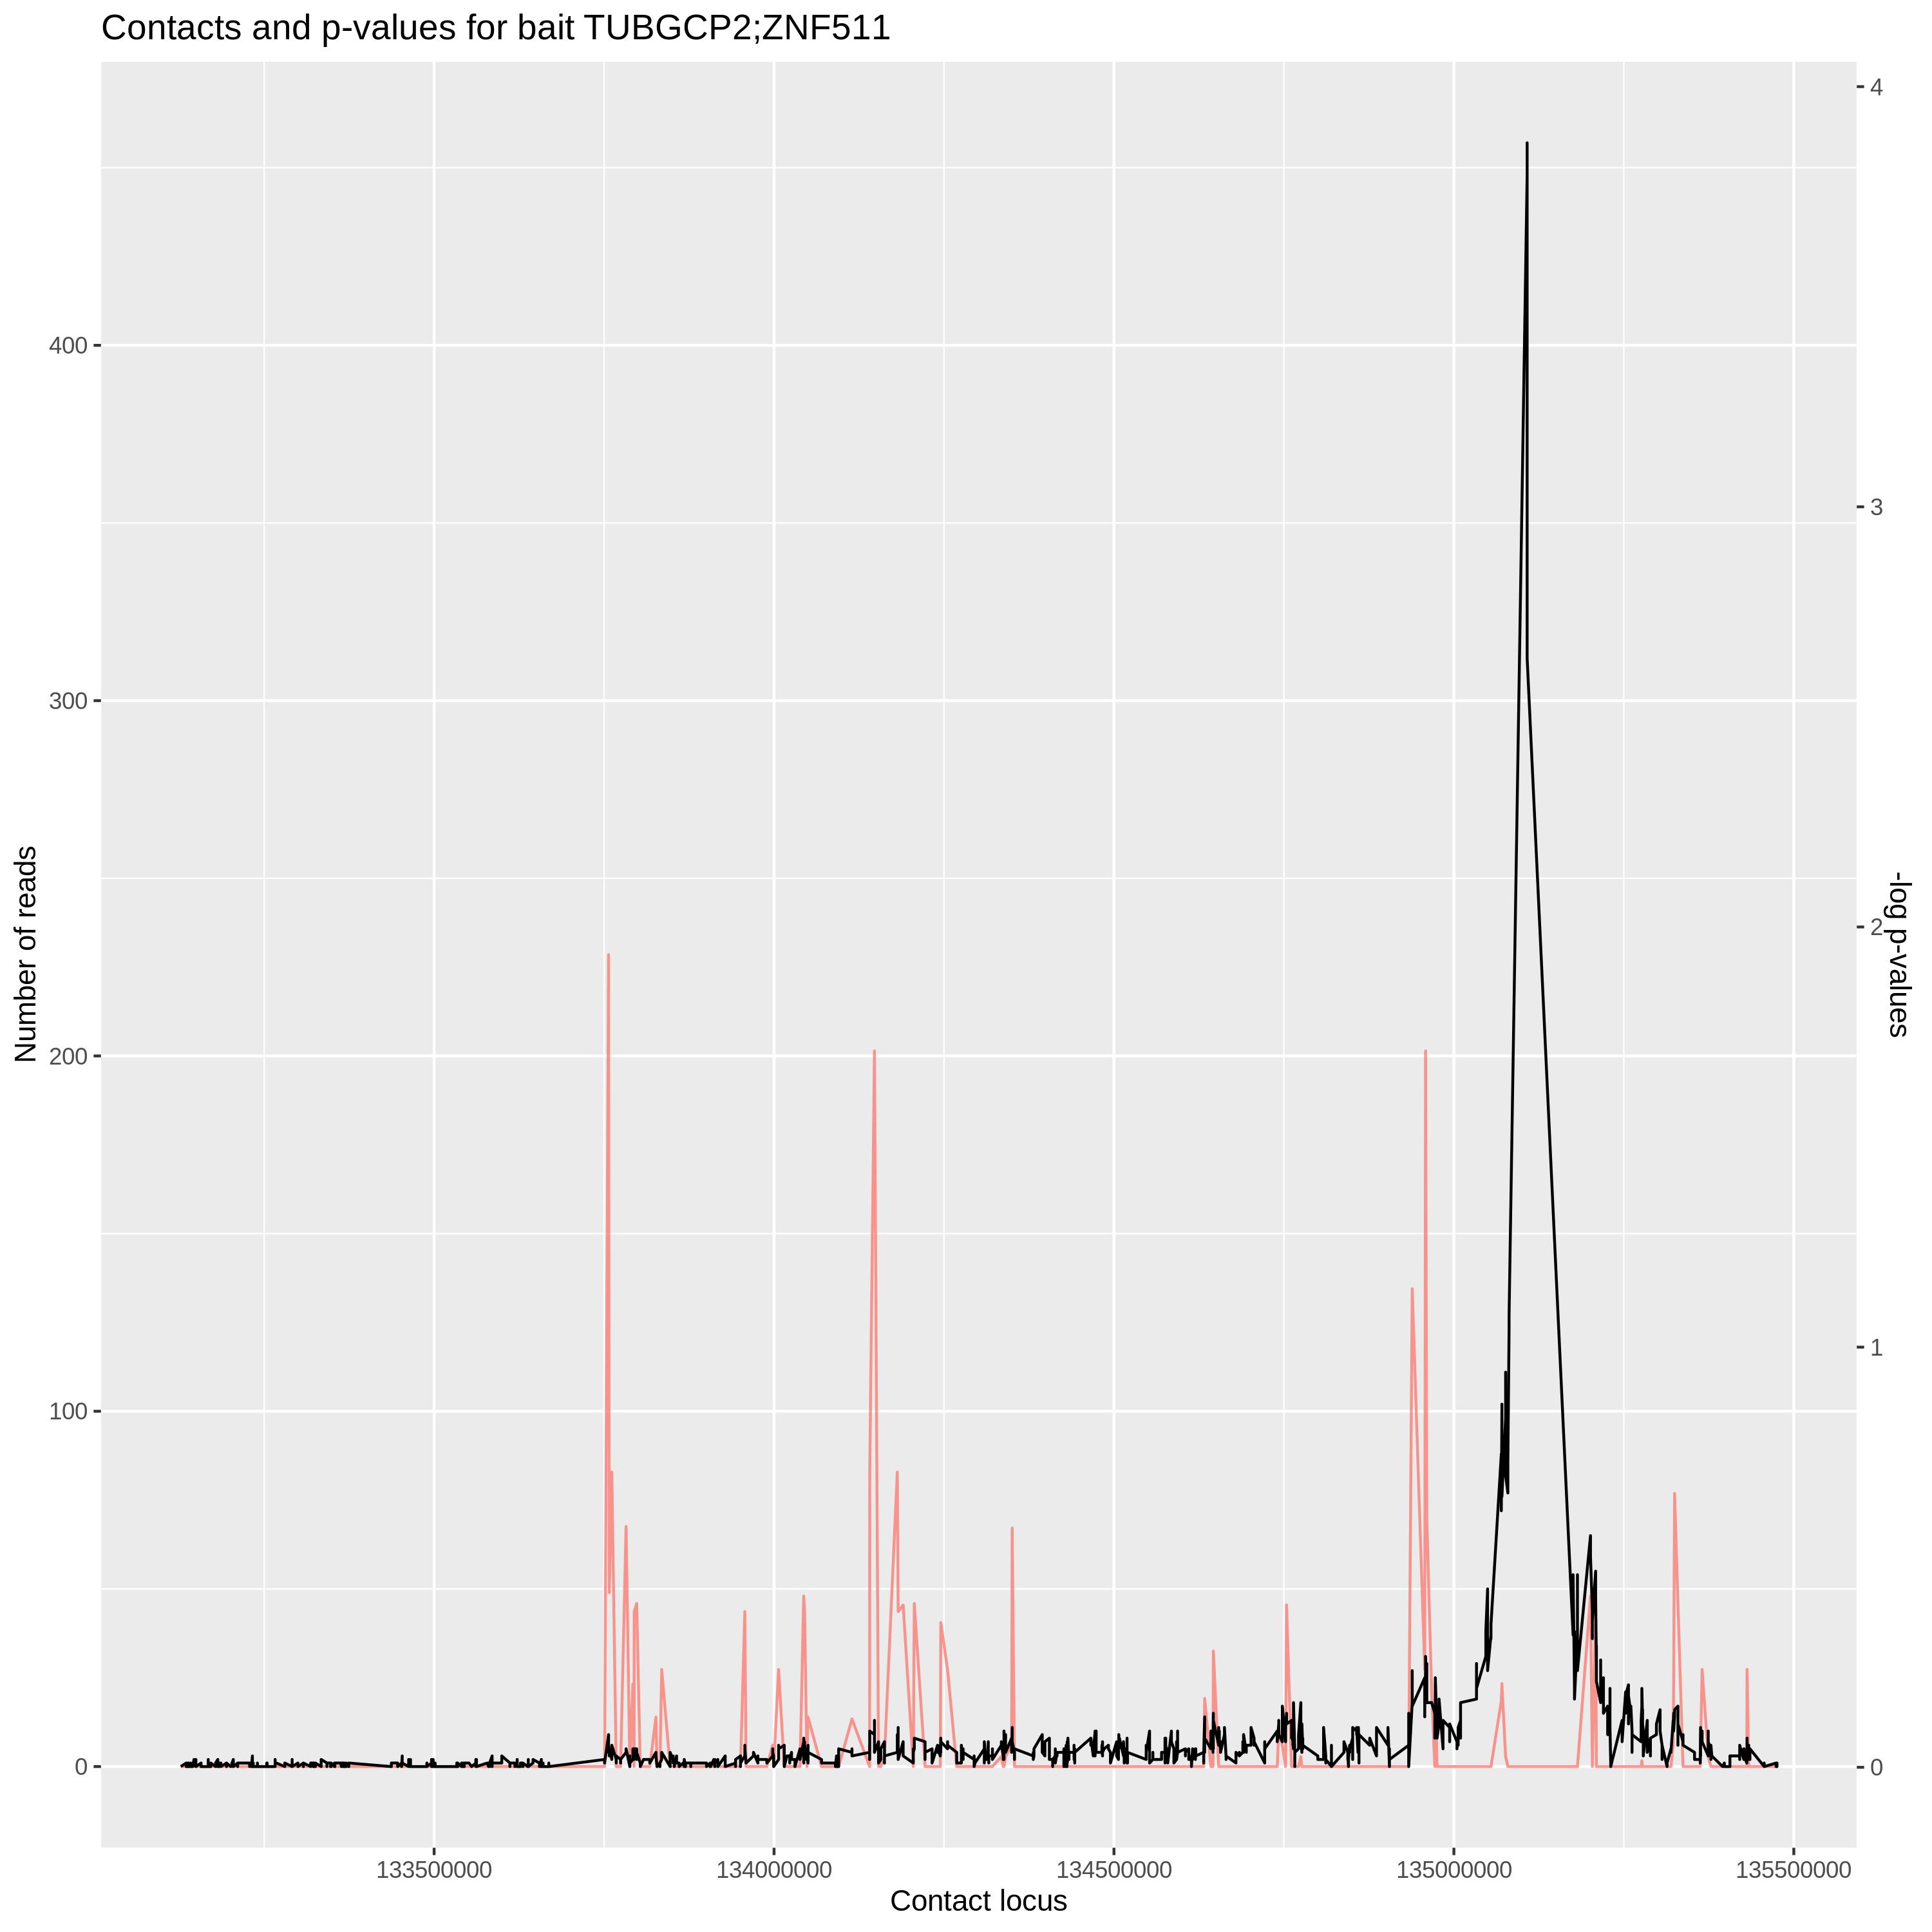 Contacts and p-values for bait TUBGCP2;ZNF511
Number of reads
400
300
200
100
0
4
3
2
1
0
-log p-values
133500000 134000000 134500000 135000000 135500000
Contact locus